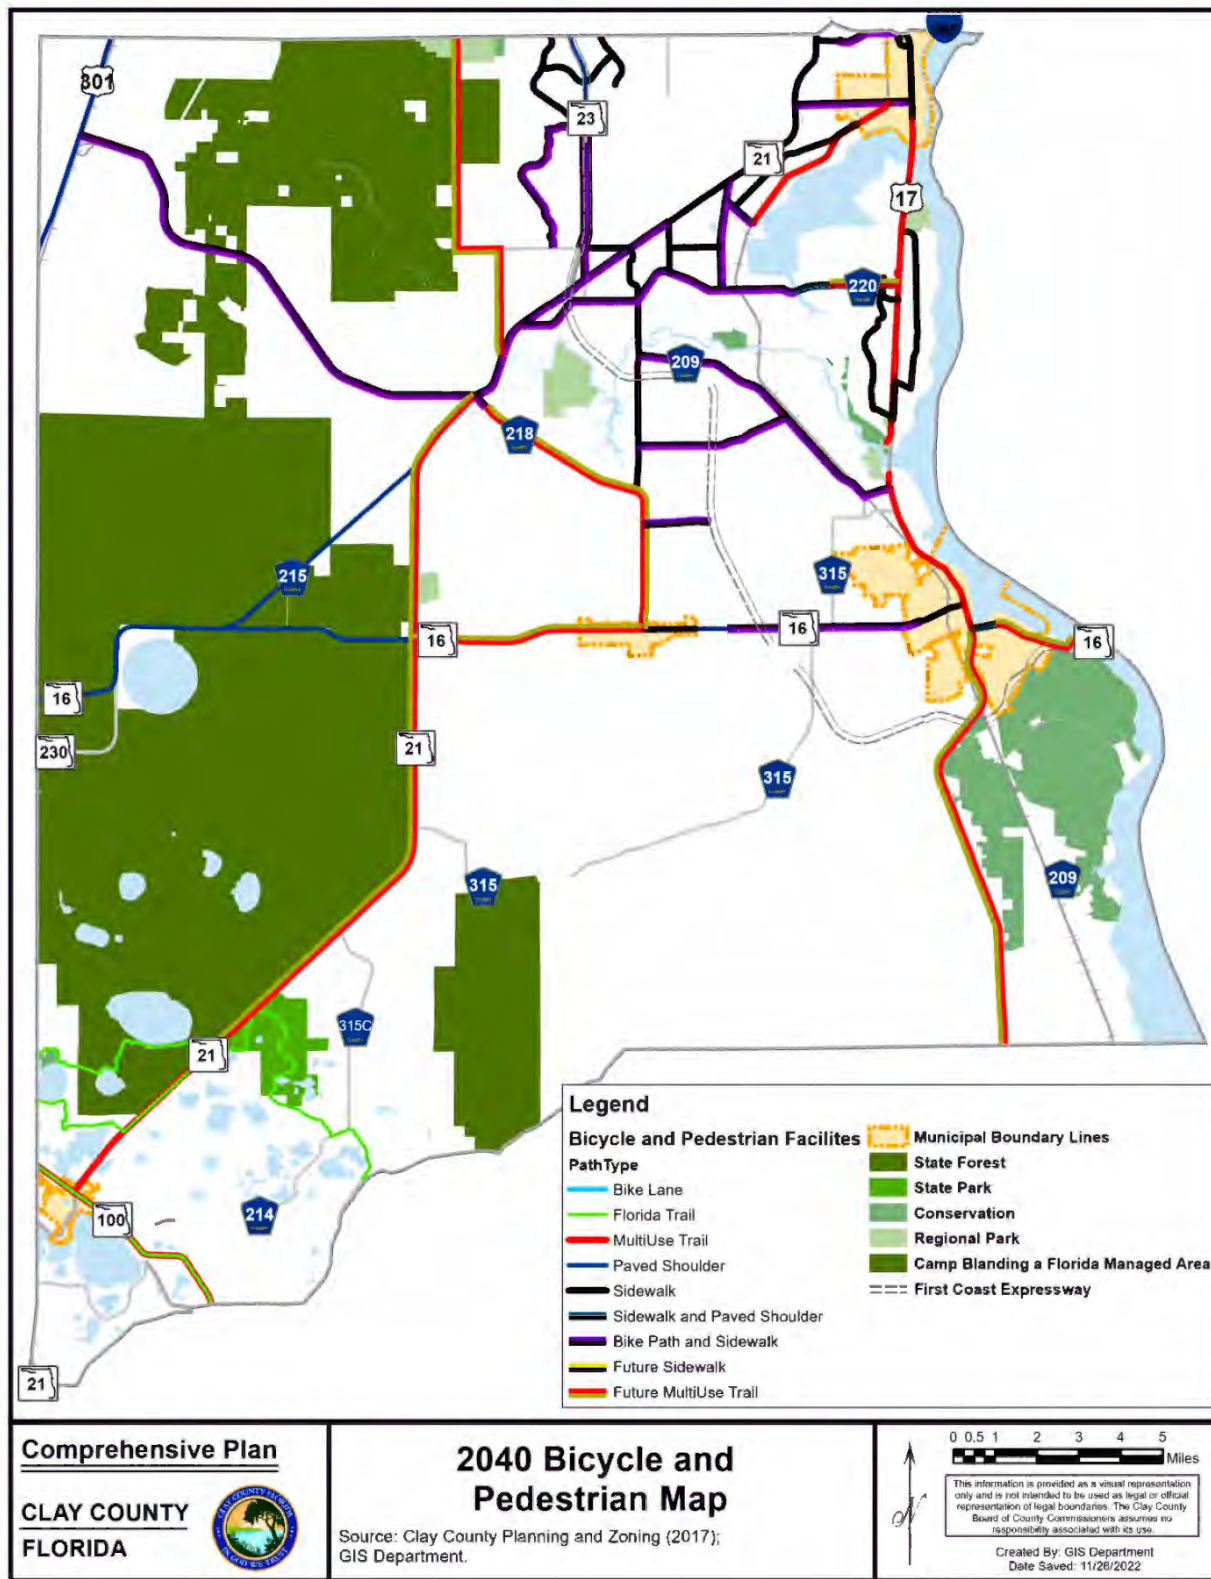 301
23
21
17
220
209
218
215
315
16
16
16
16
230
21
315
315
209
21
315C
100
214
21
Legend
Bicycle and Pedestrian Facilites
PathType
Bike Lane
Florida Trail
MultiUse Trail
Paved Shoulder
Sidewalk
Sidewalk and Paved Shoulder
Bike Path and Sidewalk
Future Sidewalk
Future MultiUse Trail
Municipal Boundary Lines
State Forest
State Park
Conservation
Regional Park
Camp Blanding a Florida Managed Area
First Coast Expressway
Comprehensive Plan
CLAY COUNTY
FLORIDA
CLAY COUNTY FLORIDA
IN GOD WE TRUST
2040 Bicycle and
Pedestrian Map
Source: Clay County Planning and Zoning (2017);
GIS Department.
N
0 0.5 1 2 3 4 5
Miles
This information is provided as a visual representation
only and is not intended to be used as legal or official
representation of legal boundaries. The Clay County
Board of County Commissioners assumes no
responsibility associated with its use.
Created By: GIS Department
Date Saved: 11/28/2022